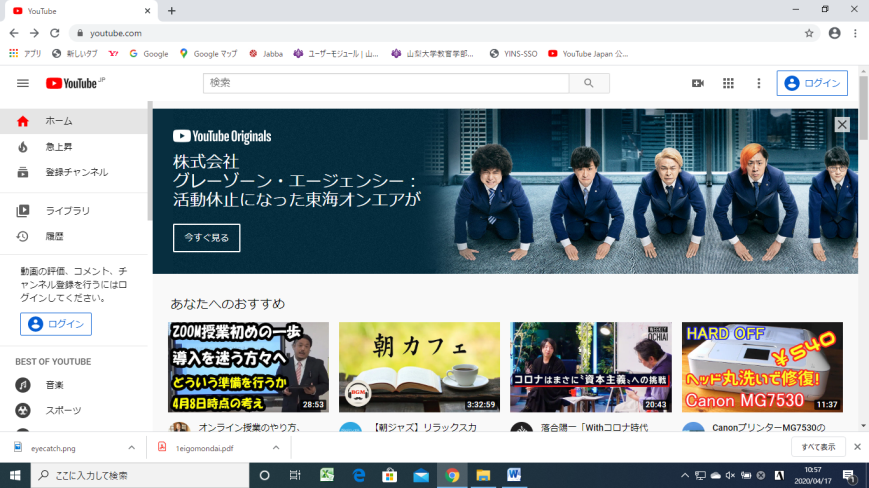 YouTube
youtube.com
アプリ
新しいタブ
Google
Google マップ
Jabba
ユーザーモジュール | 山...
山梨大学教育学部...
YINS-SSO
YouTube Japan 公...
YouTube JP
検索
ログイン
ホーム
急上昇
登録チャンネル
ライブラリ
履歴
動画の評価、コメント、チ
ャンネル登録を行うにはロ
グインしてください。
ログイン
BEST OF YOUTUBE
音楽
スポーツ
YouTube Originals
株式会社
グレーゾーン・エージェンシー：
活動休止になった東海オンエアが
今すぐ見る
あなたへのおすすめ
ZOOM授業初めの一歩
導入を迷う方々へ
どういう準備を行うか
4月8日時点の考え
28:53
朝カフェ
BGM
3:32:59
WEEKLY
OCHIAI
コロナはまさに"資本主義"への挑戦
20:43
HARD OFF
ヘッド丸洗いで修復!
Canon MG7530
11:37
オンライン授業のやり方、
【朝ジャズ】リラックスカ
落合陽一「Withコロナ時代
CanonプリンターMG7530の
eyecatch.png
1eigomondai.pdf
すべて表示
ここに入力して検索
A
10:57
2020/04/17